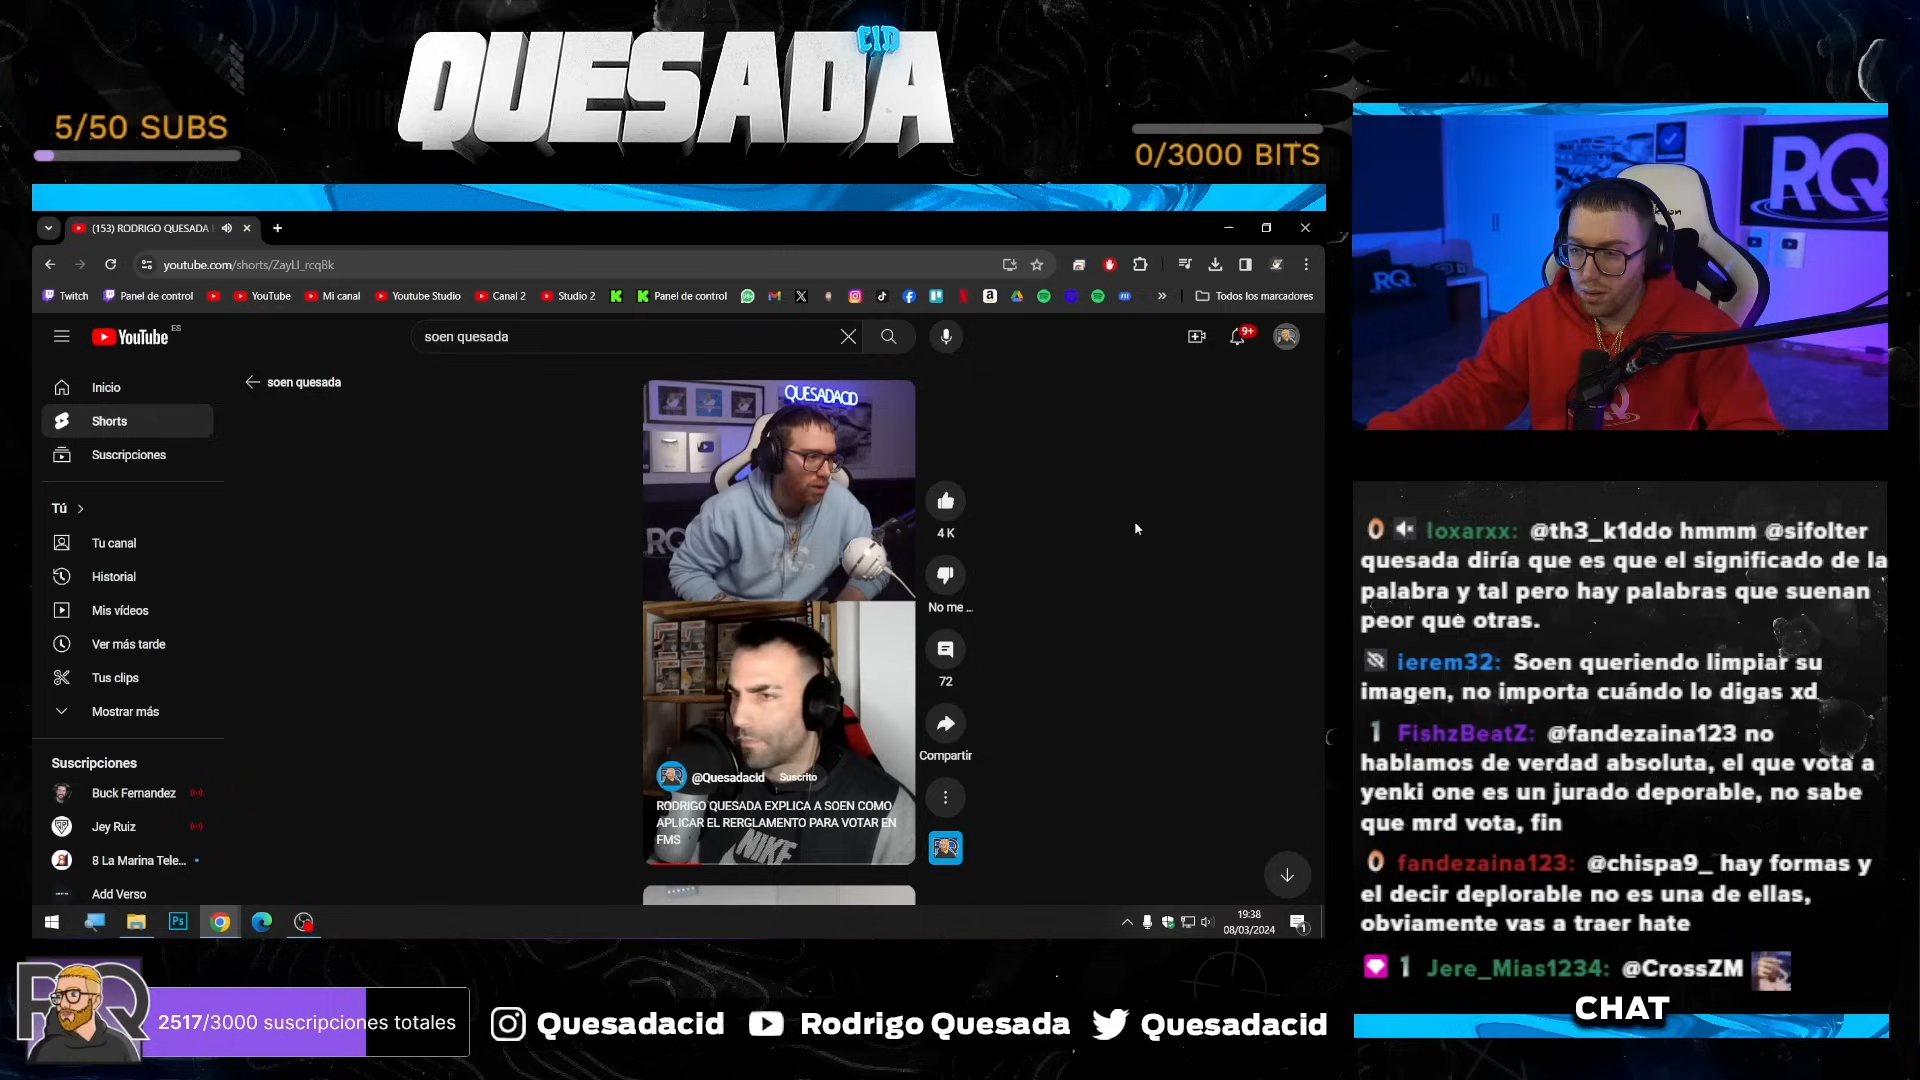 QUESADA
CID
5/50 SUBS
0/3000 BITS
(153) RODRIGO QUESADA
youtube.com/shorts/ZayLI_rcqBk
Twitch
Panel de control
YouTube
Mi canal
Youtube Studio
Canal 2
Studio 2
Panel de control
Todos los marcadores
YouTube ES
soen quesada
9+
Inicio
Shorts
Suscripciones
Tú
Tu canal
Historial
Mis vídeos
Ver más tarde
Tus clips
Mostrar más
Suscripciones
Buck Fernandez
Jey Ruiz
8 La Marina Tele...
Add Verso
soen quesada
QUESADACID
RQ
@Quesadacid Suscrito
RODRIGO QUESADA EXPLICA A SOEN COMO
APLICAR EL RERGLAMENTO PARA VOTAR EN
FMS
NIKE
4 K
No me ...
72
Compartir
Ps
19:38
08/03/2024
1
RQ
RQ
0 loxarxx: @th3_k1ddo hmmm @sifolter
quesada diría que es que el significado de la
palabra y tal pero hay palabras que suenan
peor que otras.
ierem32: Soen queriendo limpiar su
imagen, no importa cuándo lo digas xd
1 FishzBeatZ: @fandezaina123 no
hablamos de verdad absoluta, el que vota a
yenki one es un jurado deporable, no sabe
que mrd vota, fin
0 fandezaina123: @chispa9_ hay formas y
el decir deplorable no es una de ellas,
obviamente vas a traer hate
1 Jere_Mias1234: @CrossZM
CHAT
RQ
2517/3000 suscripciones totales
Quesadacid
Rodrigo Quesada
Quesadacid